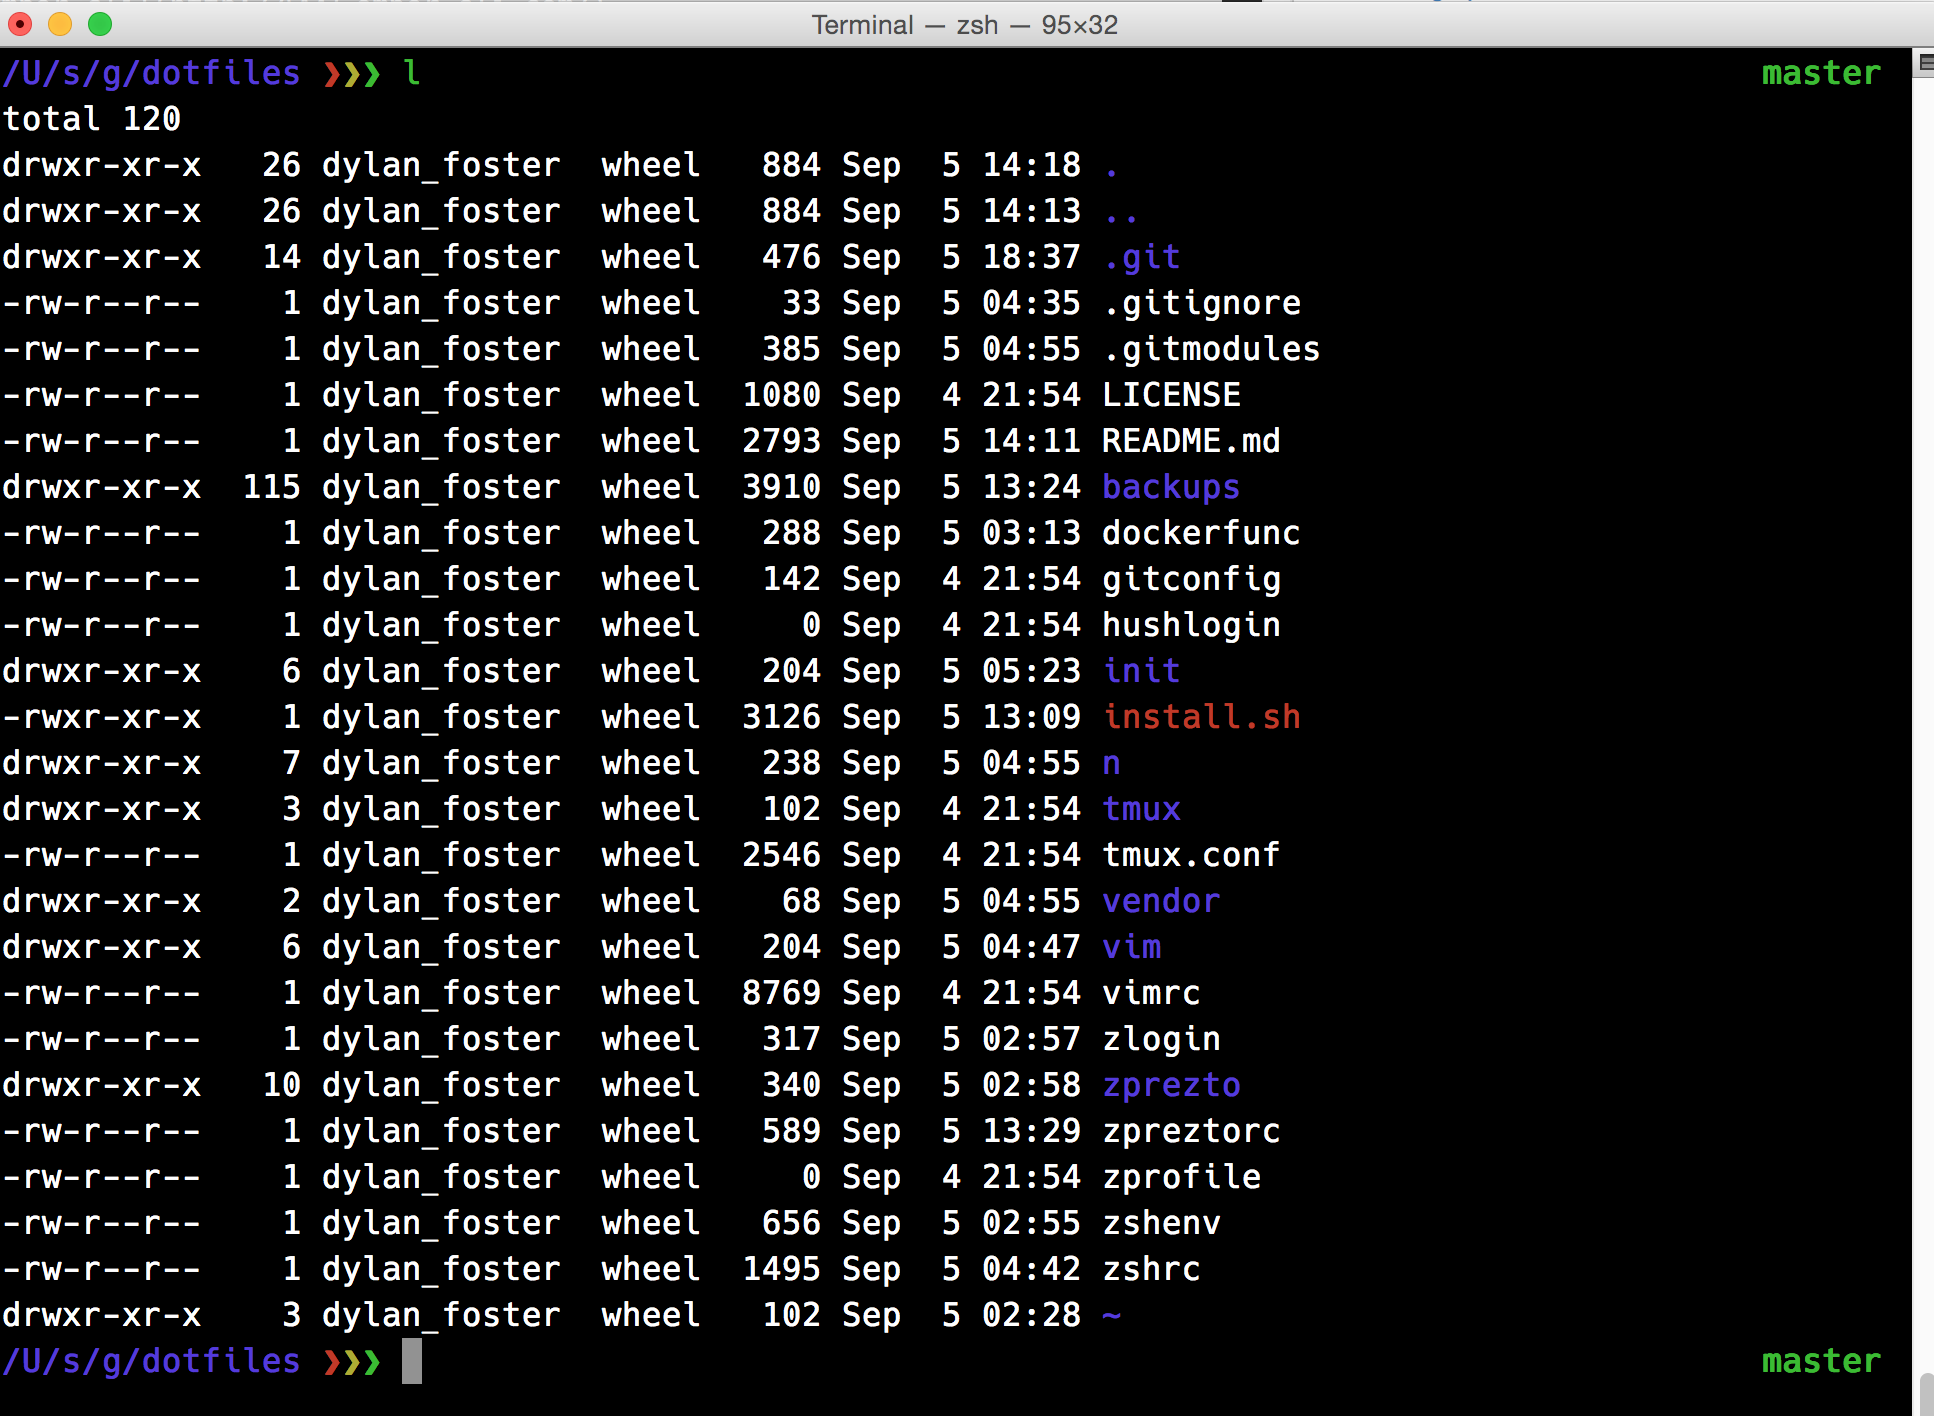 Terminal — zsh — 95×32
/U/s/g/dotfiles ❯❯❯ l master
total 120
drwxr-xr-x   26 dylan_foster  wheel   884 Sep  5 14:18 .
drwxr-xr-x   26 dylan_foster  wheel   884 Sep  5 14:13 ..
drwxr-xr-x   14 dylan_foster  wheel   476 Sep  5 18:37 .git
-rw-r--r--    1 dylan_foster  wheel    33 Sep  5 04:35 .gitignore
-rw-r--r--    1 dylan_foster  wheel   385 Sep  5 04:55 .gitmodules
-rw-r--r--    1 dylan_foster  wheel  1080 Sep  4 21:54 LICENSE
-rw-r--r--    1 dylan_foster  wheel  2793 Sep  5 14:11 README.md
drwxr-xr-x  115 dylan_foster  wheel  3910 Sep  5 13:24 backups
-rw-r--r--    1 dylan_foster  wheel   288 Sep  5 03:13 dockerfunc
-rw-r--r--    1 dylan_foster  wheel   142 Sep  4 21:54 gitconfig
-rw-r--r--    1 dylan_foster  wheel     0 Sep  4 21:54 hushlogin
drwxr-xr-x    6 dylan_foster  wheel   204 Sep  5 05:23 init
-rwxr-xr-x    1 dylan_foster  wheel  3126 Sep  5 13:09 install.sh
drwxr-xr-x    7 dylan_foster  wheel   238 Sep  5 04:55 n
drwxr-xr-x    3 dylan_foster  wheel   102 Sep  4 21:54 tmux
-rw-r--r--    1 dylan_foster  wheel  2546 Sep  4 21:54 tmux.conf
drwxr-xr-x    2 dylan_foster  wheel    68 Sep  5 04:55 vendor
drwxr-xr-x    6 dylan_foster  wheel   204 Sep  5 04:47 vim
-rw-r--r--    1 dylan_foster  wheel  8769 Sep  4 21:54 vimrc
-rw-r--r--    1 dylan_foster  wheel   317 Sep  5 02:57 zlogin
drwxr-xr-x   10 dylan_foster  wheel   340 Sep  5 02:58 zprezto
-rw-r--r--    1 dylan_foster  wheel   589 Sep  5 13:29 zpreztorc
-rw-r--r--    1 dylan_foster  wheel     0 Sep  4 21:54 zprofile
-rw-r--r--    1 dylan_foster  wheel   656 Sep  5 02:55 zshenv
-rw-r--r--    1 dylan_foster  wheel  1495 Sep  5 04:42 zshrc
drwxr-xr-x    3 dylan_foster  wheel   102 Sep  5 02:28 ~
/U/s/g/dotfiles ❯❯❯ master